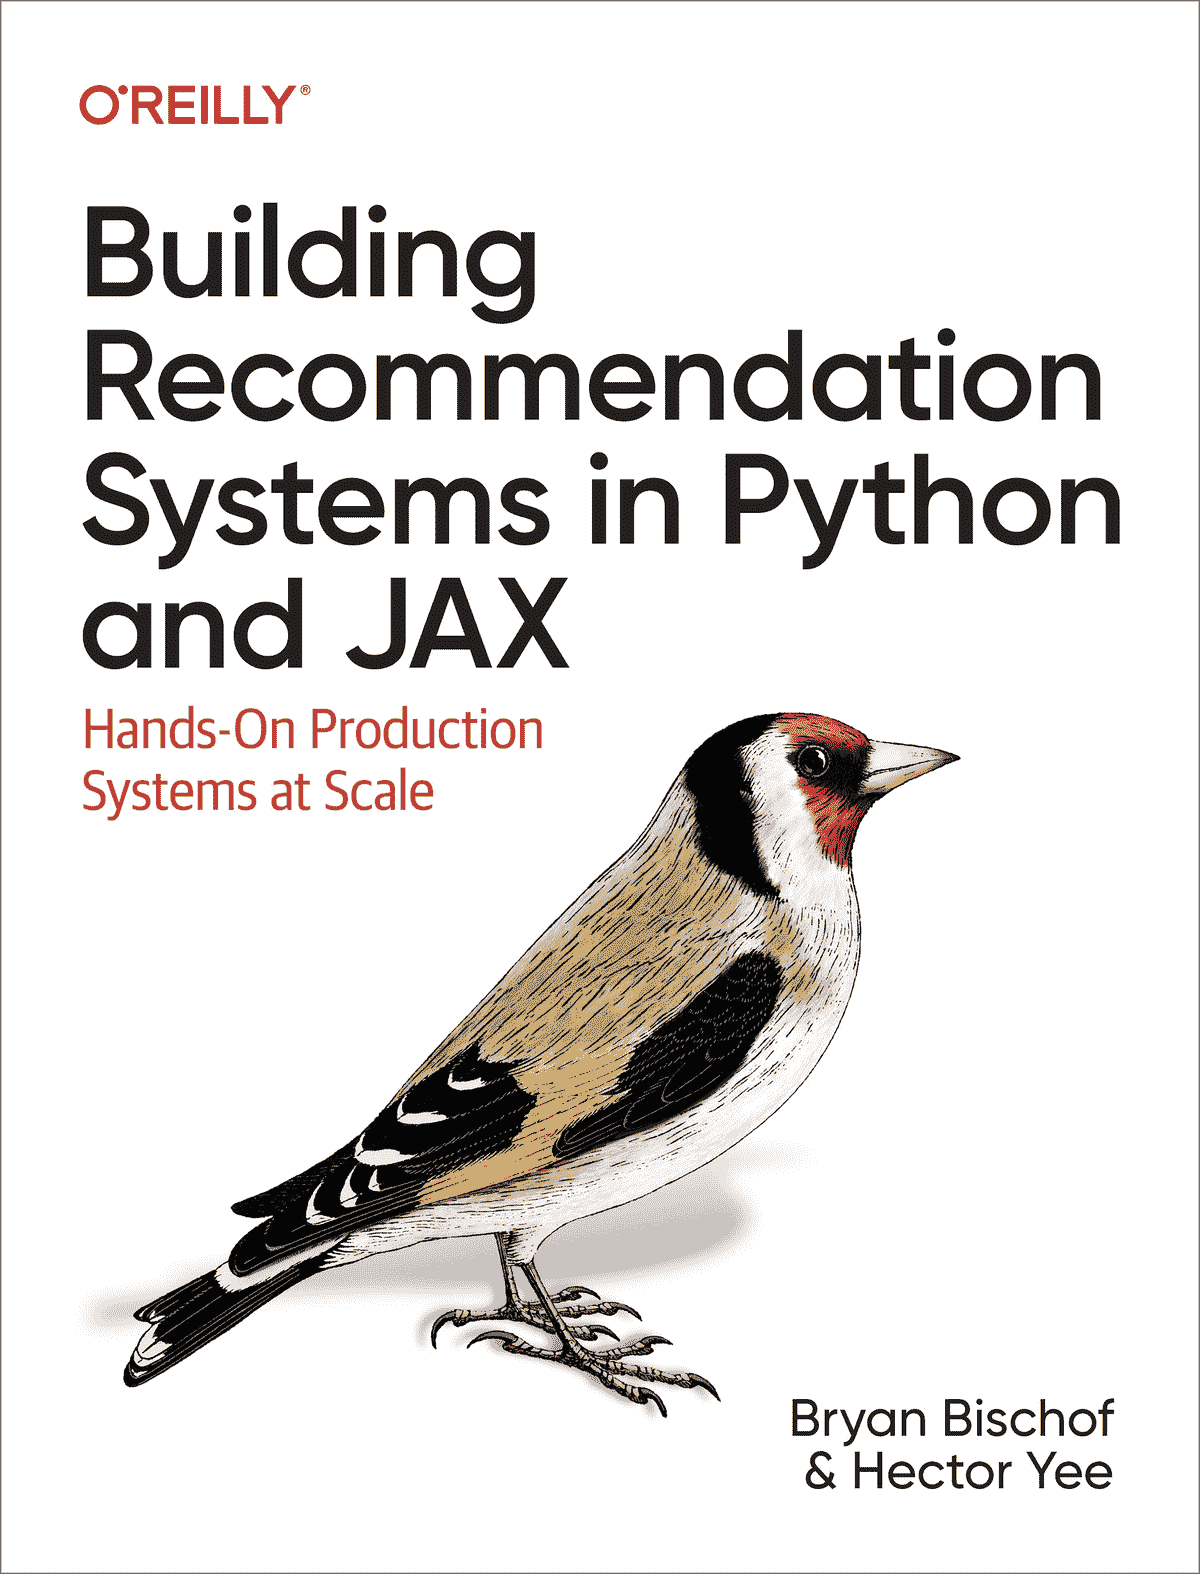 O'REILLY®
Building
Recommendation
Systems in Python
and JAX
Hands-On Production
Systems at Scale
Bryan Bischof
& Hector Yee